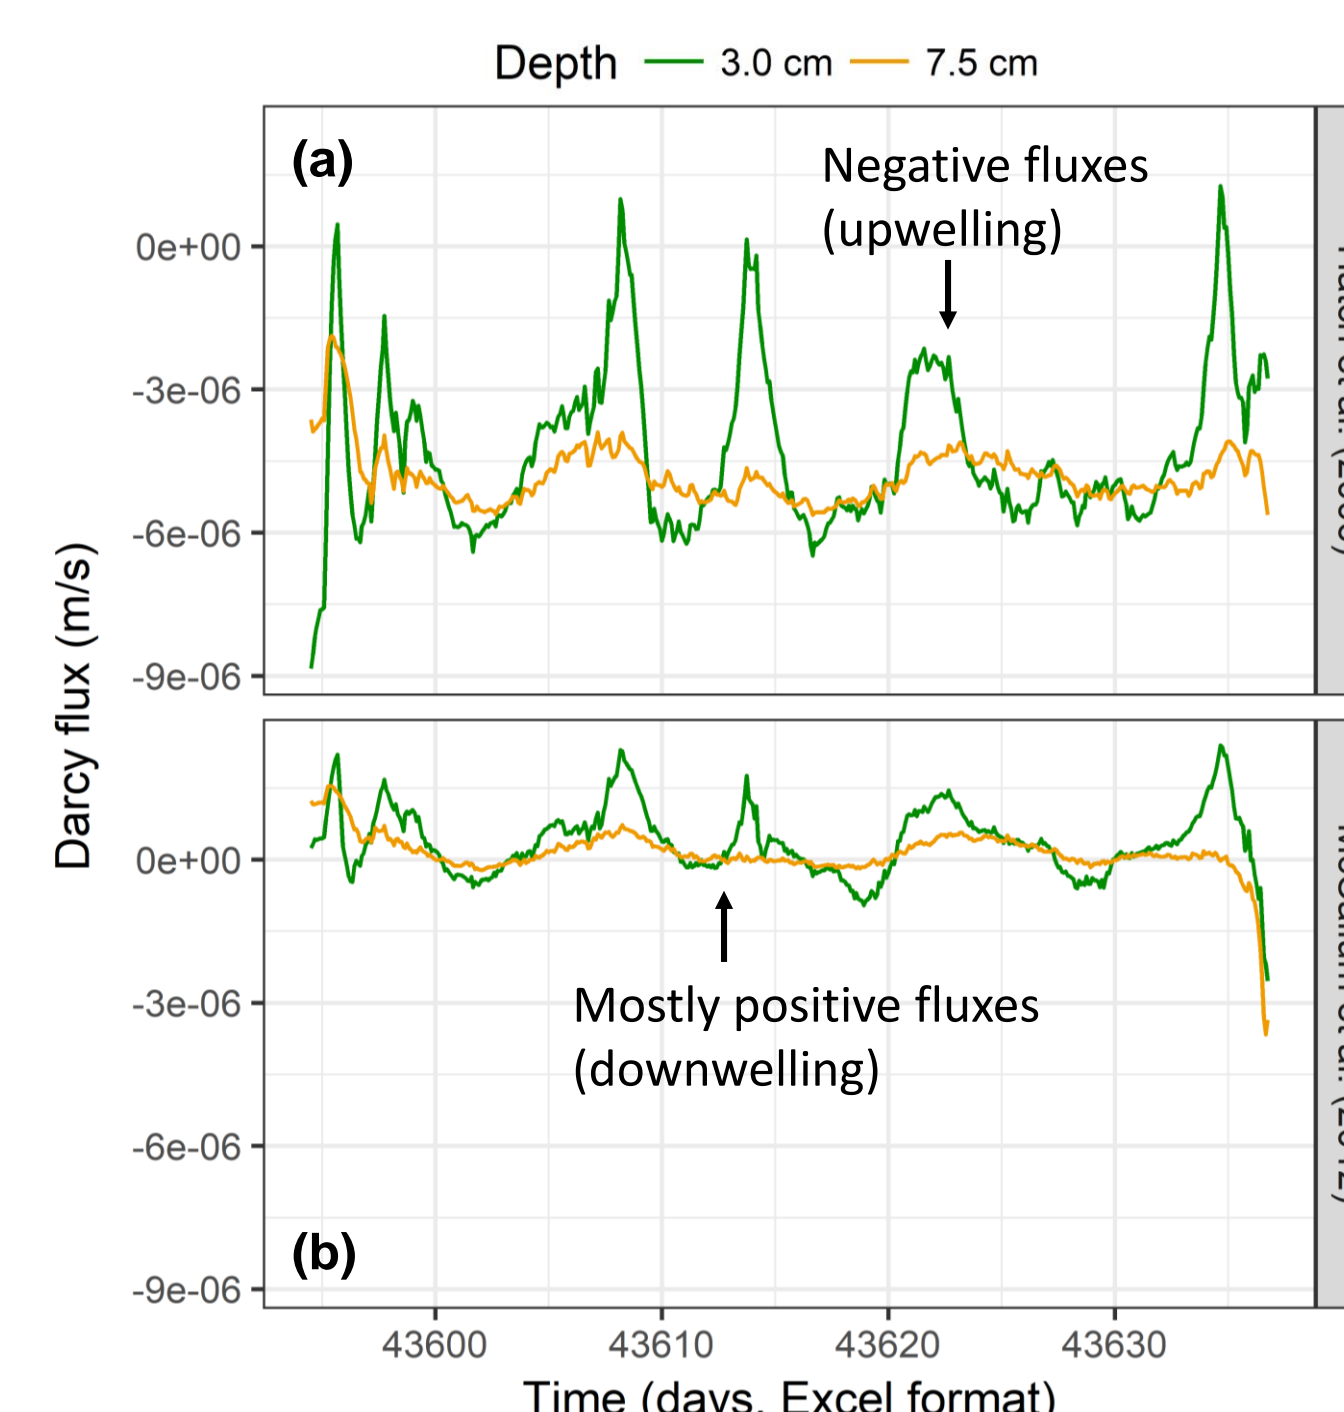 Depth 3.0 cm 7.5 cm
(a)
Negative fluxes
(upwelling)
0e+00
-3e-06
-6e-06
-9e-06
Darcy flux (m/s)
0e+00
-3e-06
-6e-06
-9e-06
Mostly positive fluxes
(downwelling)
(b)
43600 43610 43620 43630
Time (days, Excel format)